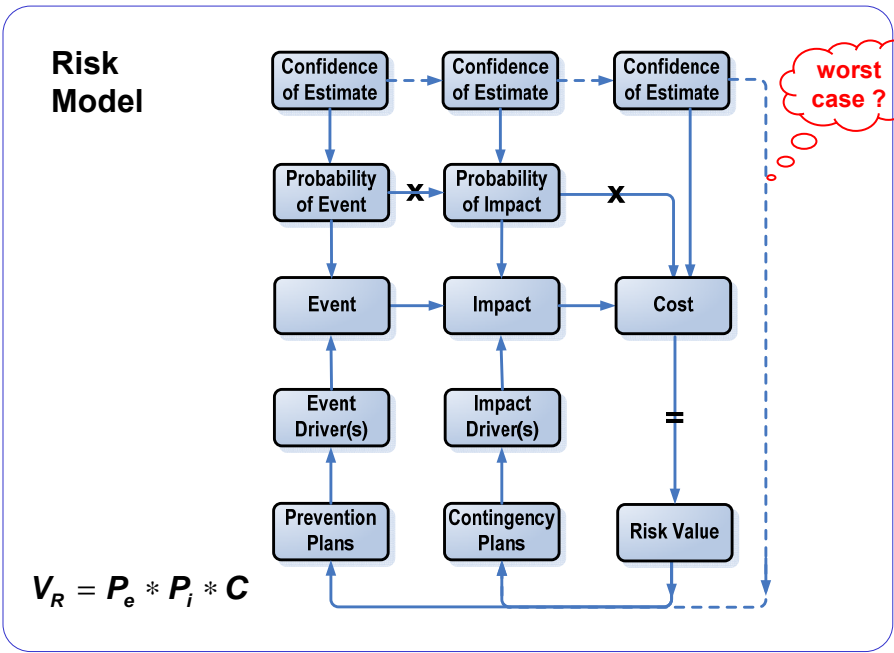 Risk
Model
Confidence
of Estimate
Confidence
of Estimate
Confidence
of Estimate
worst
case ?
Probability
of Event
x
Probability
of Impact
x
Event
Impact
Cost
Event
Driver(s)
Impact
Driver(s)
=
Prevention
Plans
Contingency
Plans
Risk Value
V_R = P_e * P_i * C